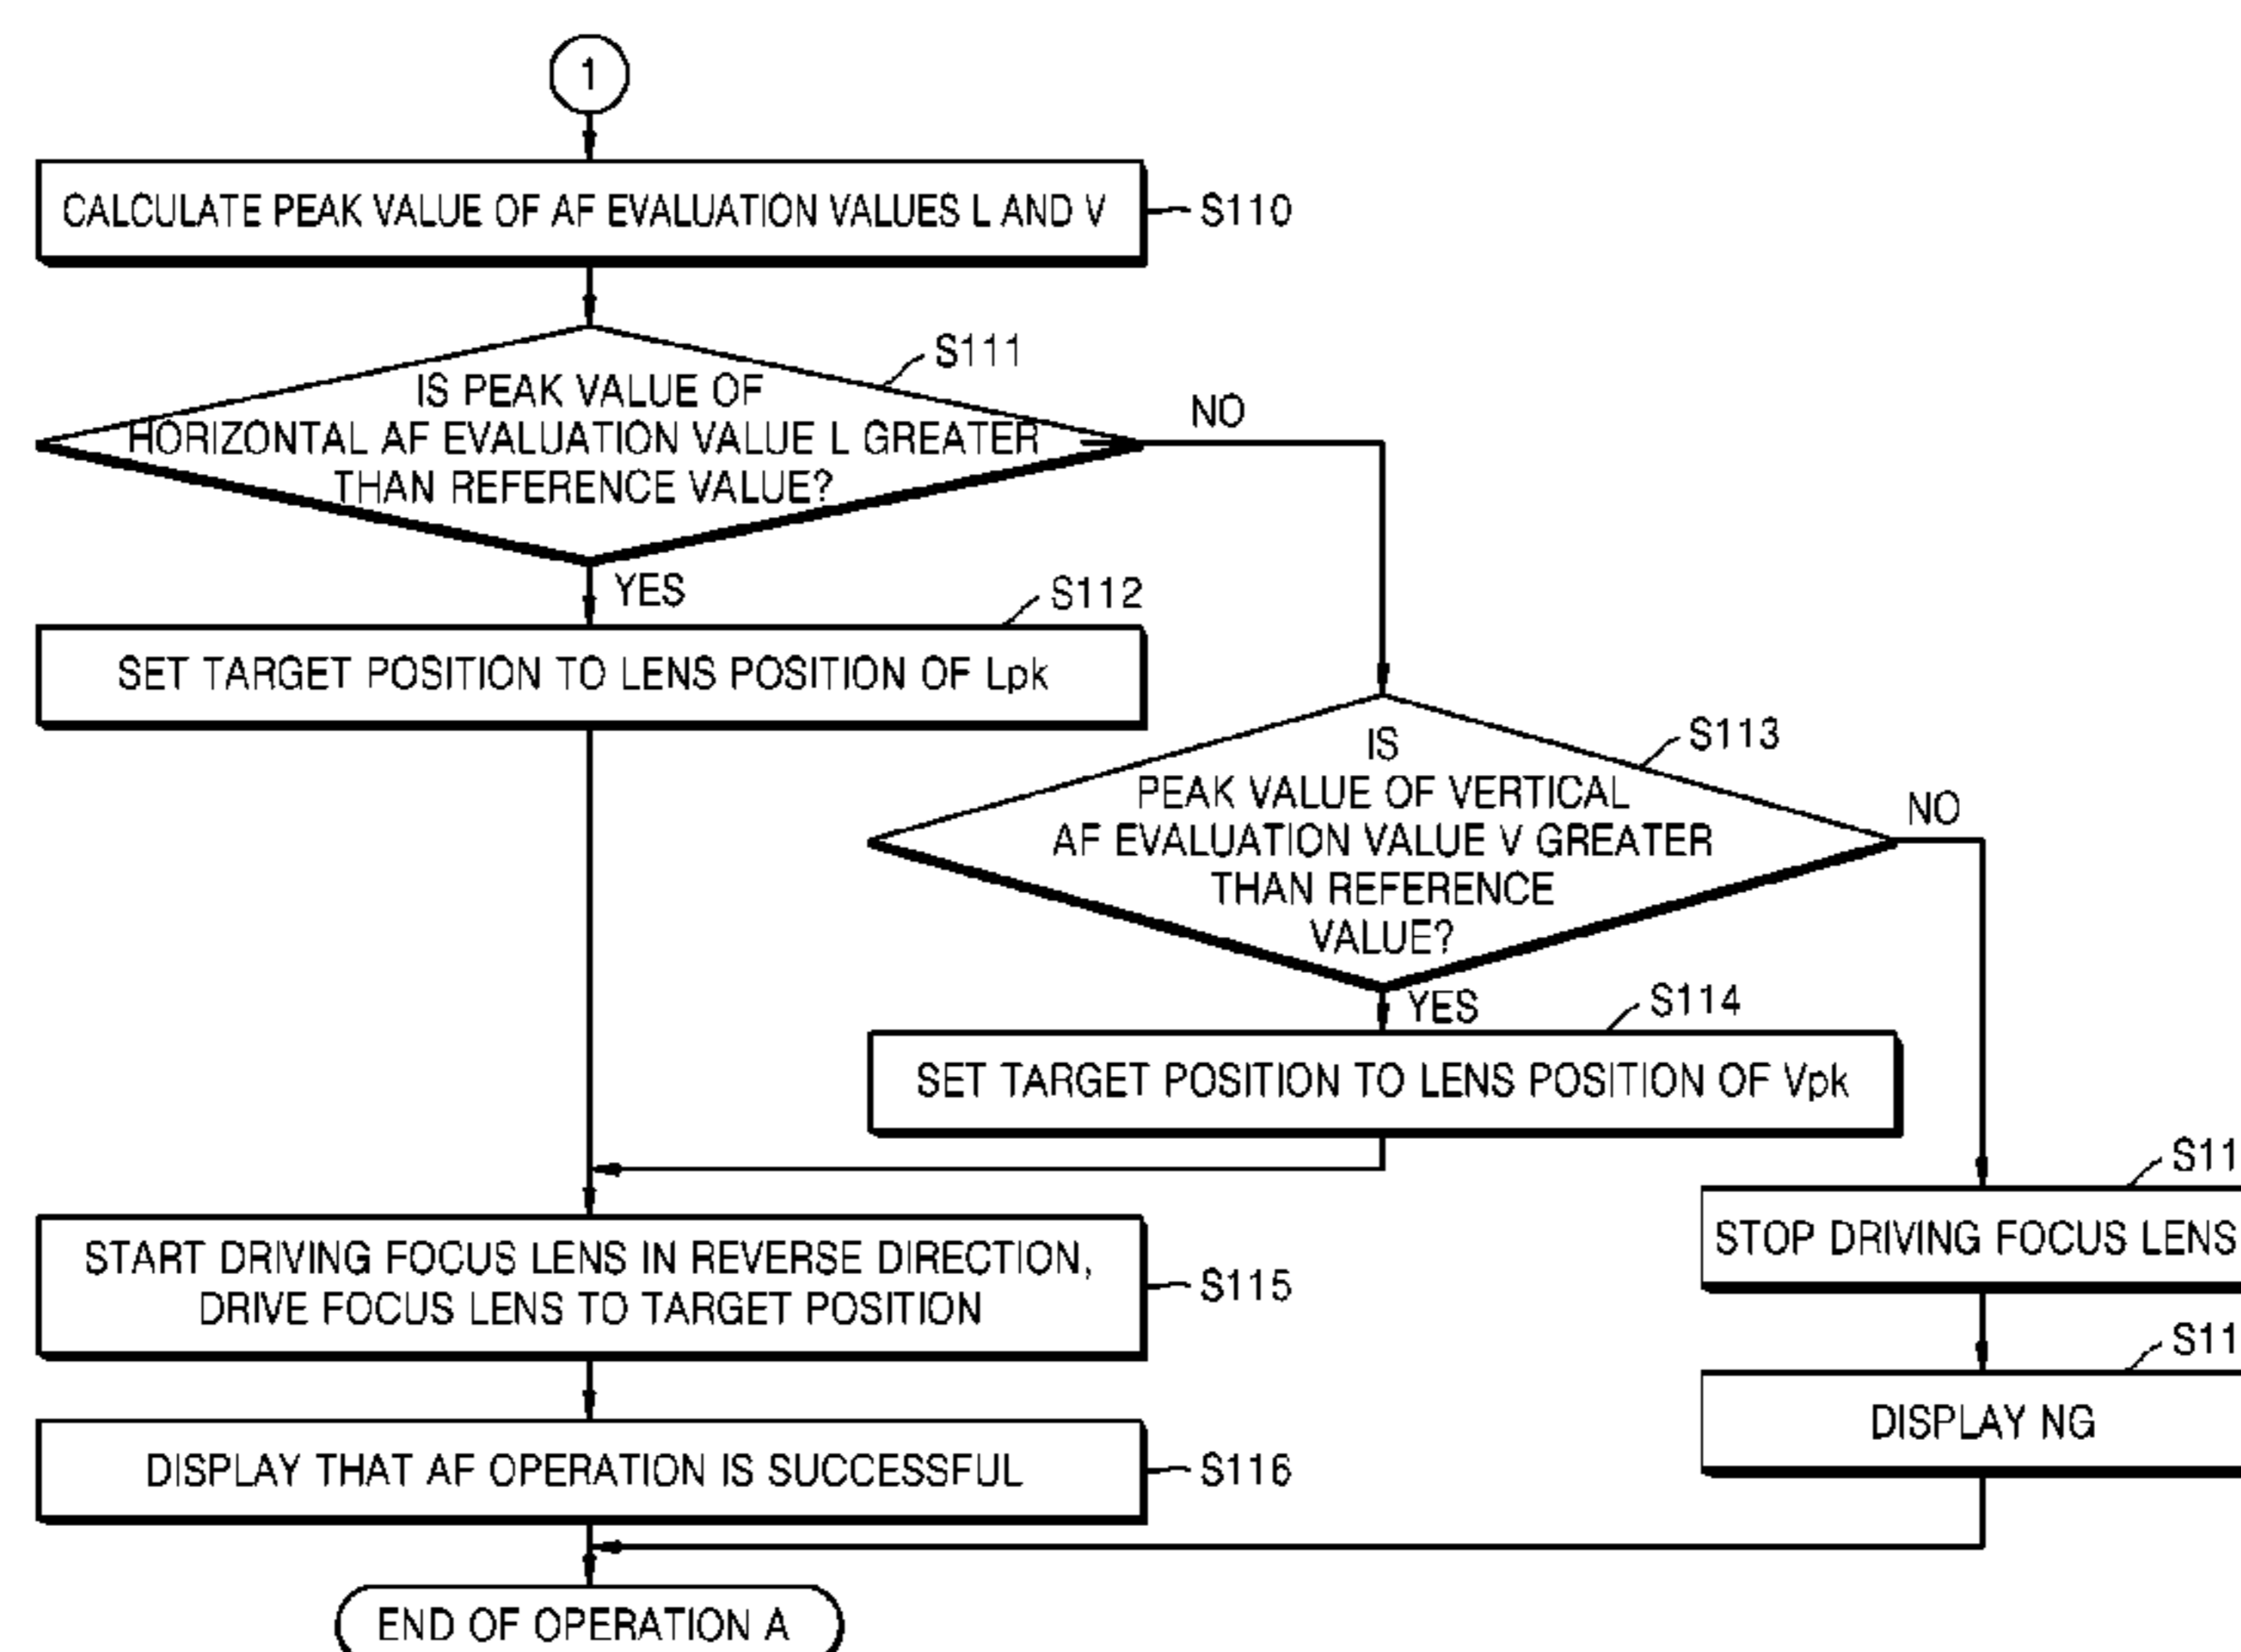 1
CALCULATE PEAK VALUE OF AF EVALUATION VALUES L AND V
S110
S111
IS PEAK VALUE OF
HORIZONTAL AF EVALUATION VALUE L GREATER
THAN REFERENCE VALUE?
NO
YES
S112
SET TARGET POSITION TO LENS POSITION OF Lpk
S113
IS
PEAK VALUE OF VERTICAL
AF EVALUATION VALUE V GREATER
THAN REFERENCE
VALUE?
NO
YES
S114
SET TARGET POSITION TO LENS POSITION OF Vpk
S11
STOP DRIVING FOCUS LENS
START DRIVING FOCUS LENS IN REVERSE DIRECTION,
DRIVE FOCUS LENS TO TARGET POSITION
S115
S11
DISPLAY NG
DISPLAY THAT AF OPERATION IS SUCCESSFUL
S116
END OF OPERATION A